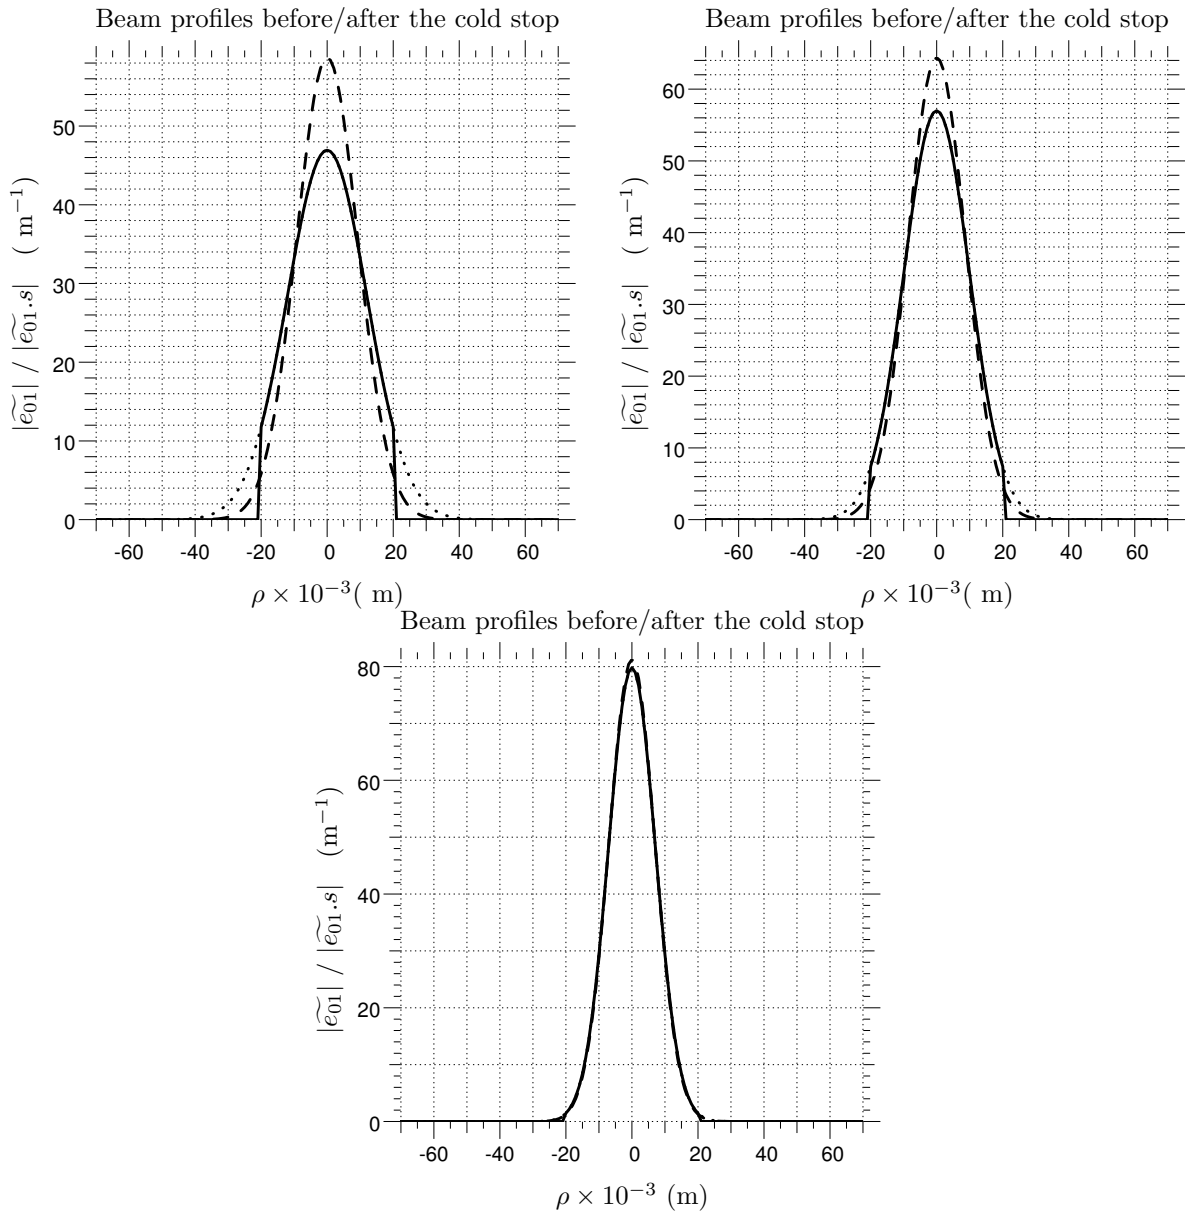 Beam profiles before/after the cold stop
|ẽ₀₁| / |ẽ₀₁.s| ( m⁻¹)
50
40
30
20
10
0
-60 -40 -20 0 20 40 60
ρ × 10⁻³( m)
Beam profiles before/after the cold stop
|ẽ₀₁| / |ẽ₀₁.s| ( m⁻¹)
60
50
40
30
20
10
0
-60 -40 -20 0 20 40 60
ρ × 10⁻³( m)
Beam profiles before/after the cold stop
|ẽ₀₁| / |ẽ₀₁.s| (m⁻¹)
80
60
40
20
0
-60 -40 -20 0 20 40 60
ρ × 10⁻³ (m)